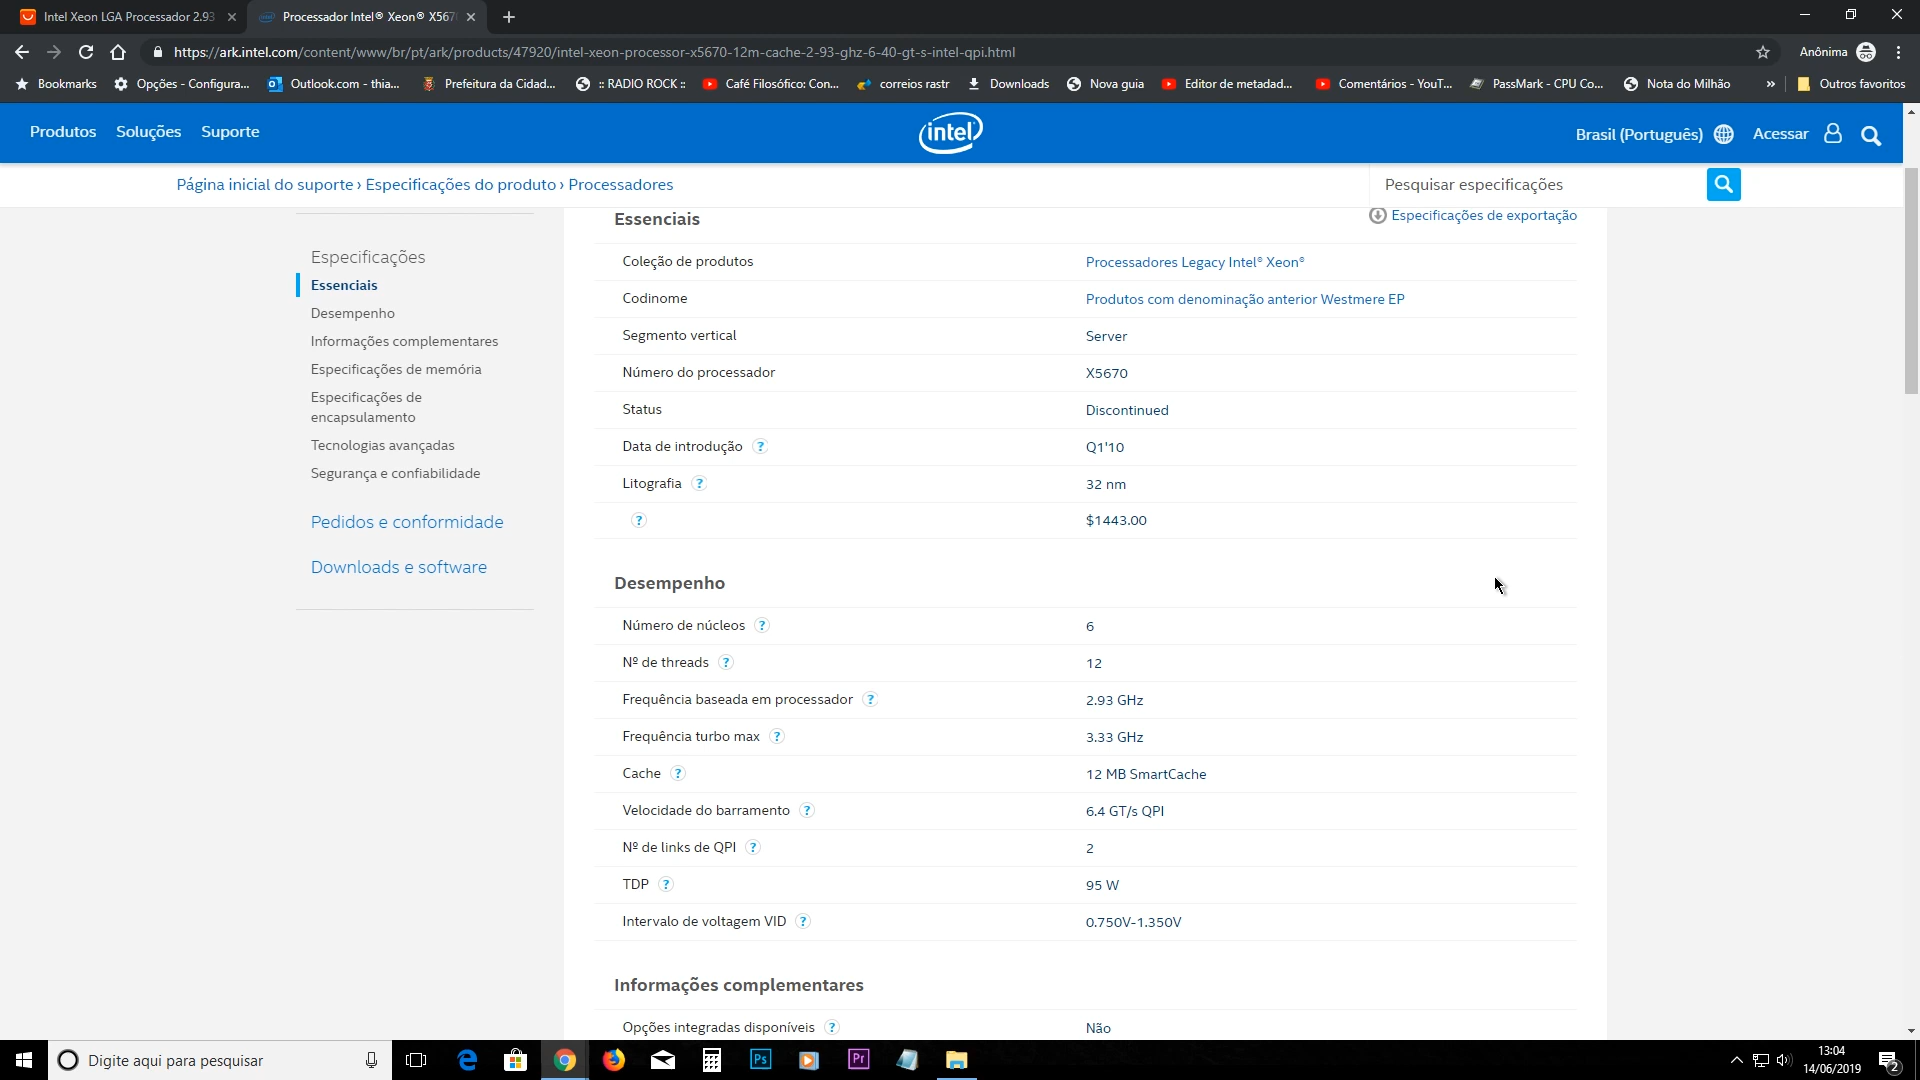 Intel Xeon LGA Processador 2.93
Processador Intel® Xeon® X567
https://ark.intel.com/content/www/br/pt/ark/products/47920/intel-xeon-processor-x5670-12m-cache-2-93-ghz-6-40-gt-s-intel-qpi.html
Anônima
Bookmarks
Opções - Configura...
Outlook.com - thia...
Prefeitura da Cidad...
:: RADIO ROCK ::
Café Filosófico: Con...
correios rastr
Downloads
Nova guia
Editor de metadad...
Comentários - YouT...
PassMark - CPU Co...
Nota do Milhão
»
Outros favoritos
Produtos
Soluções
Suporte
intel
Brasil (Português)
Acessar
Página inicial do suporte › Especificações do produto › Processadores
Pesquisar especificações
Especificações
Essenciais
Desempenho
Informações complementares
Especificações de memória
Especificações de
encapsulamento
Tecnologias avançadas
Segurança e confiabilidade
Pedidos e conformidade
Downloads e software
Essenciais
Especificações de exportação
Coleção de produtos
Processadores Legacy Intel® Xeon®
Codinome
Produtos com denominação anterior Westmere EP
Segmento vertical
Server
Número do processador
X5670
Status
Discontinued
Data de introdução ?
Q1'10
Litografia ?
32 nm
?
$1443.00
Desempenho
Número de núcleos ?
6
Nº de threads ?
12
Frequência baseada em processador ?
2.93 GHz
Frequência turbo max ?
3.33 GHz
Cache ?
12 MB SmartCache
Velocidade do barramento ?
6.4 GT/s QPI
Nº de links de QPI ?
2
TDP ?
95 W
Intervalo de voltagem VID ?
0.750V-1.350V
Informações complementares
Opções integradas disponíveis ?
Não
Digite aqui para pesquisar
Ps
Pr
13:04
14/06/2019
2